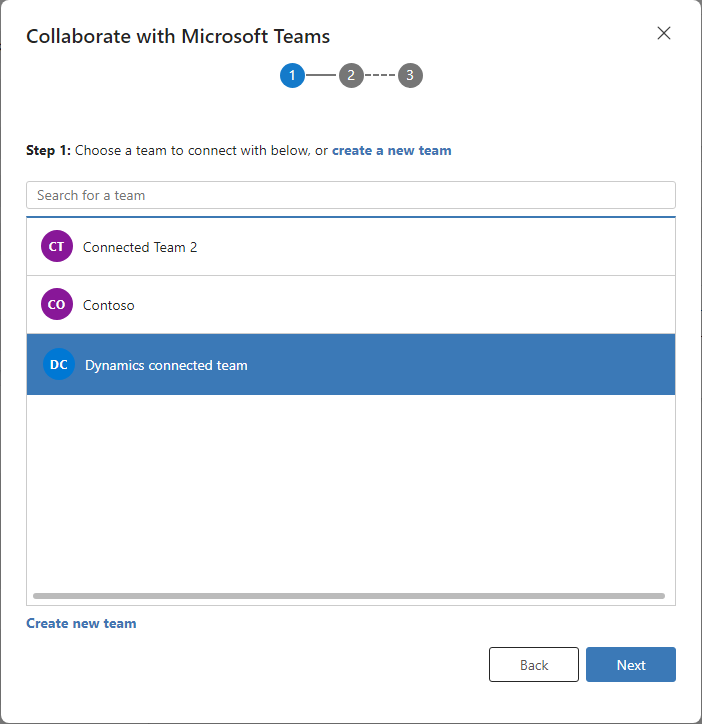 Collaborate with Microsoft Teams
1 2 3
Step 1: Choose a team to connect with below, or create a new team
Search for a team
CT Connected Team 2
CO Contoso
DC Dynamics connected team
Create new team
Back Next